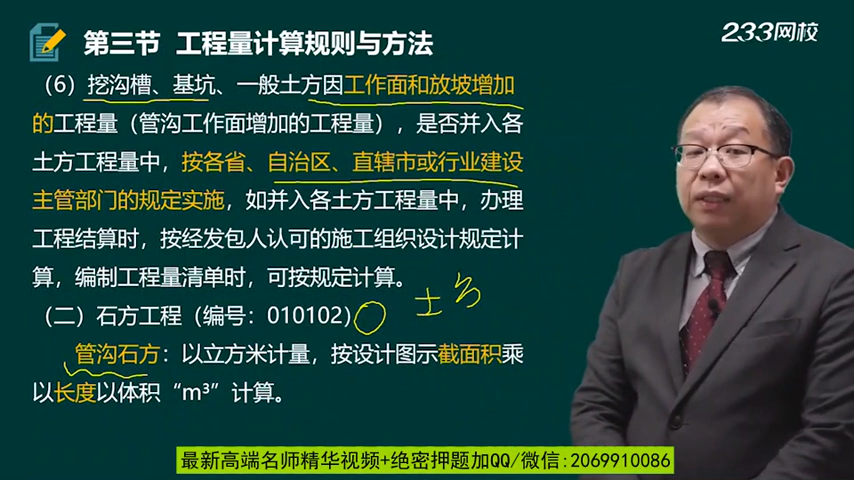 第三节 工程量计算规则与方法
233网校
（6）挖沟槽、基坑、一般土方因工作面和放坡增加
的工程量（管沟工作面增加的工程量），是否并入各
土方工程量中，按各省、自治区、直辖市或行业建设
主管部门的规定实施，如并入各土方工程量中，办理
工程结算时，按经发包人认可的施工组织设计规定计
算，编制工程量清单时，可按规定计算。
（二）石方工程（编号：010102）
土方
管沟石方：以立方米计量，按设计图示截面积乘
以长度以体积“m³”计算。
最新高端名师精华视频+绝密押题加QQ/微信:2069910086